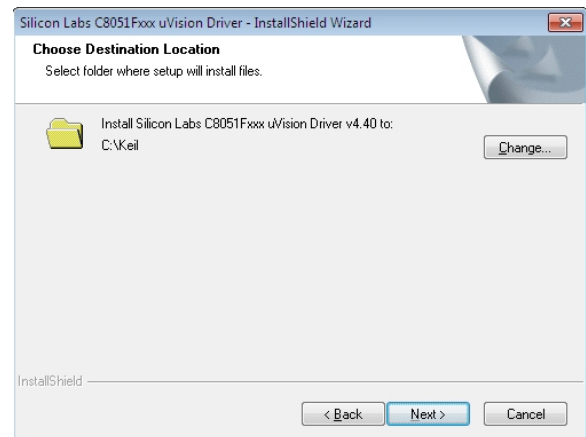 Silicon Labs C8051Fxxx uVision Driver - InstallShield Wizard
Choose Destination Location
Select folder where setup will install files.
Install Silicon Labs C8051Fxxx uVision Driver v4.40 to:
C:\Keil
Change...
InstallShield
< Back
Next >
Cancel